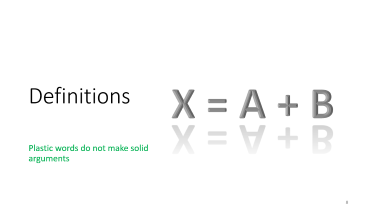 Definitions
X = A + B
Plastic words do not make solid
arguments